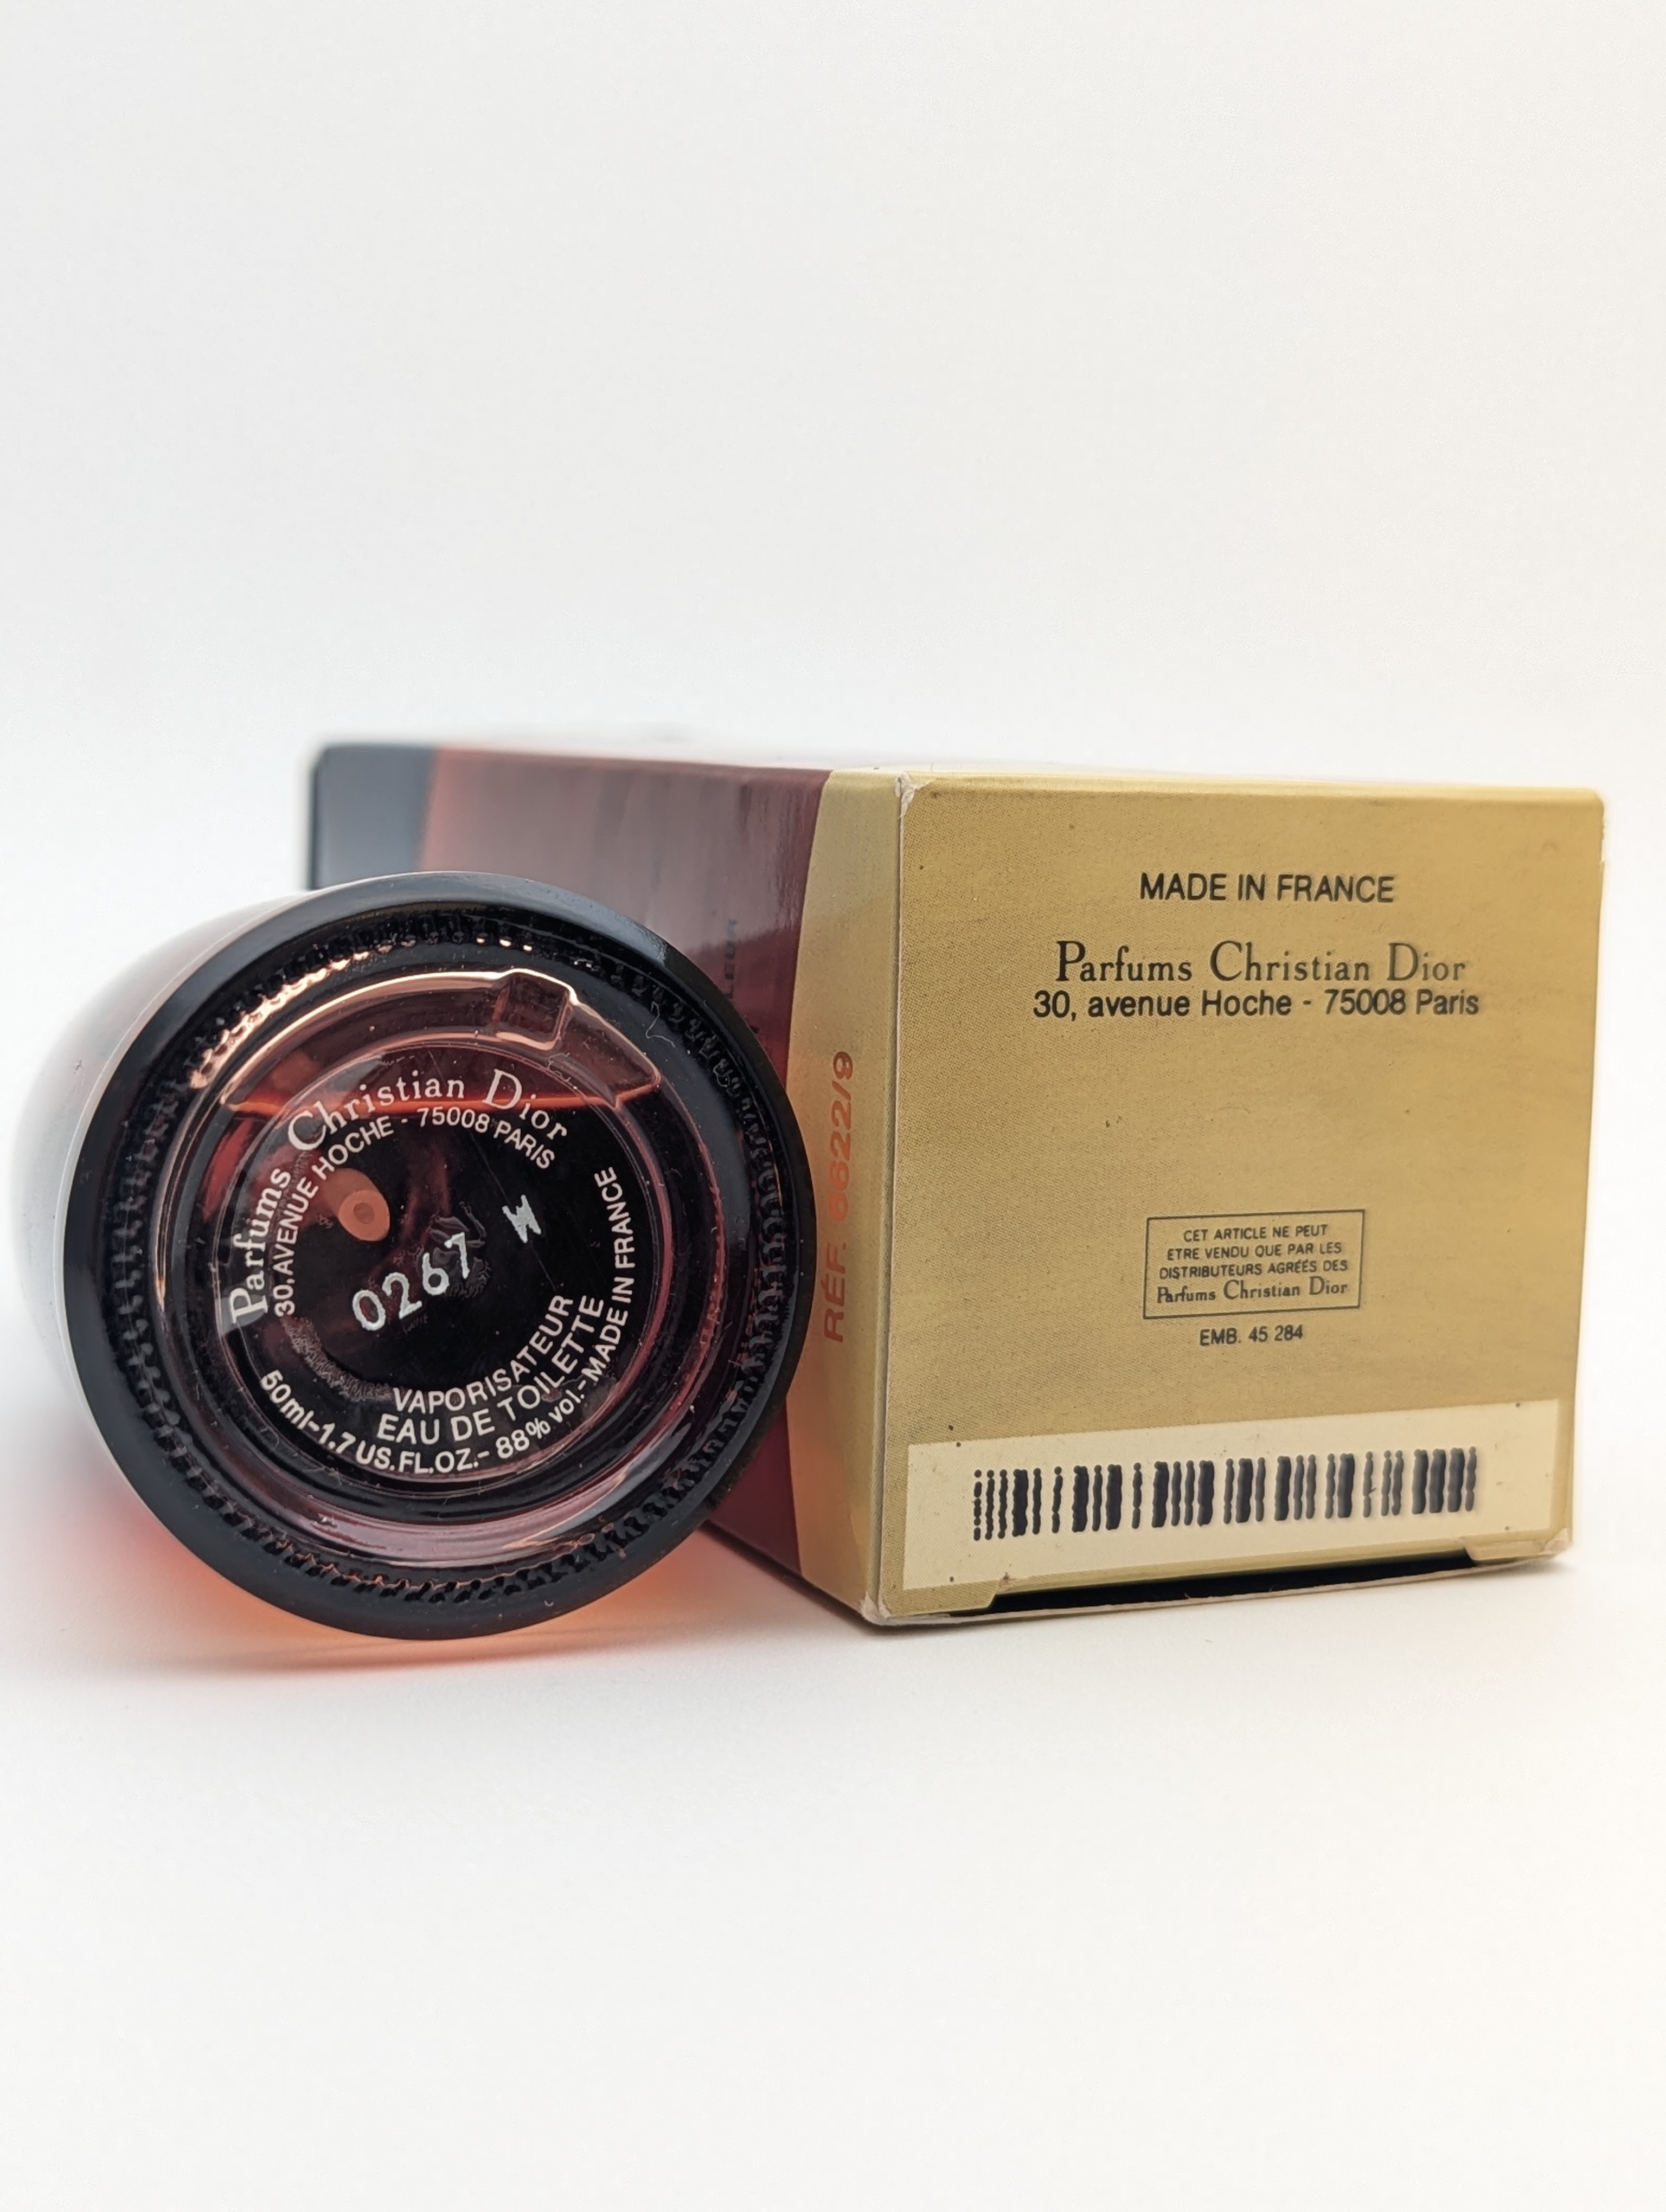 Parfums Christian Dior
30, AVENUE HOCHE - 75008 PARIS
0267 W
VAPORISATEUR
EAU DE TOILETTE
50ml-1,7 US.FL.OZ.- 88% vol.-MADE IN FRANCE
RÉF. 6622/9
MADE IN FRANCE
Parfums Christian Dior
30, avenue Hoche - 75008 Paris
CET ARTICLE NE PEUT
ETRE VENDU QUE PAR LES
DISTRIBUTEURS AGRÉÉS DES
Parfums Christian Dior
EMB. 45 284